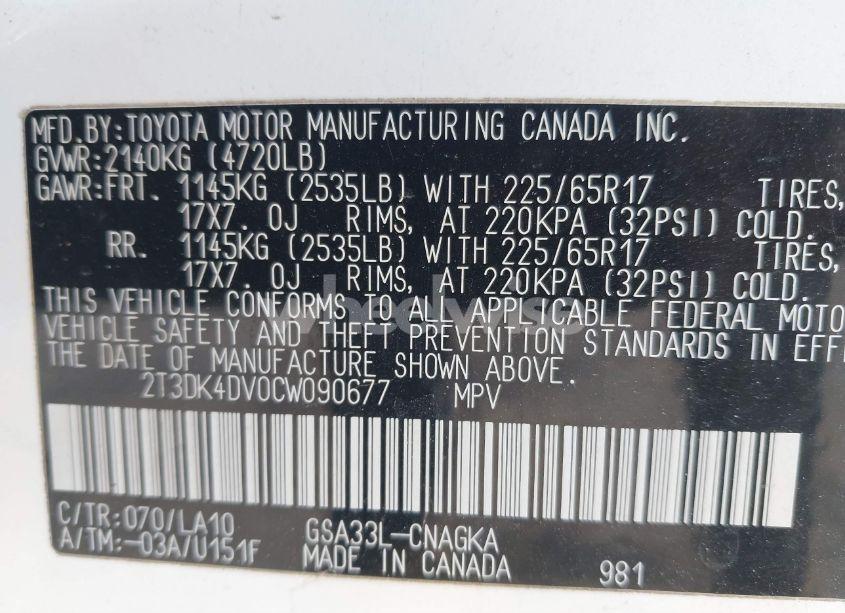 MFD.BY:TOYOTA MOTOR MANUFACTURING CANADA INC.
GVWR:2140KG (4720LB)
GAWR:FRT. 1145KG (2535LB) WITH 225/65R17 TIRES,
17X7. 0J RIMS, AT 220KPA (32PSI) COLD.
RR. 1145KG (2535LB) WITH 225/65R17 TIRES,
17X7. 0J RIMS, AT 220KPA (32PSI) COLD.
THIS VEHICLE CONFORMS TO ALL APPLICABLE FEDERAL MOTO
VEHICLE SAFETY AND THEFT PREVENTION STANDARDS IN EFF
THE DATE OF MANUFACTURE SHOWN ABOVE.
2T3DK4DV0CW090677 MPV
C/TR:070/LA10 GSA33L-CNAGKA
A/TM:-03A/U151F MADE IN CANADA 981
wheelwise